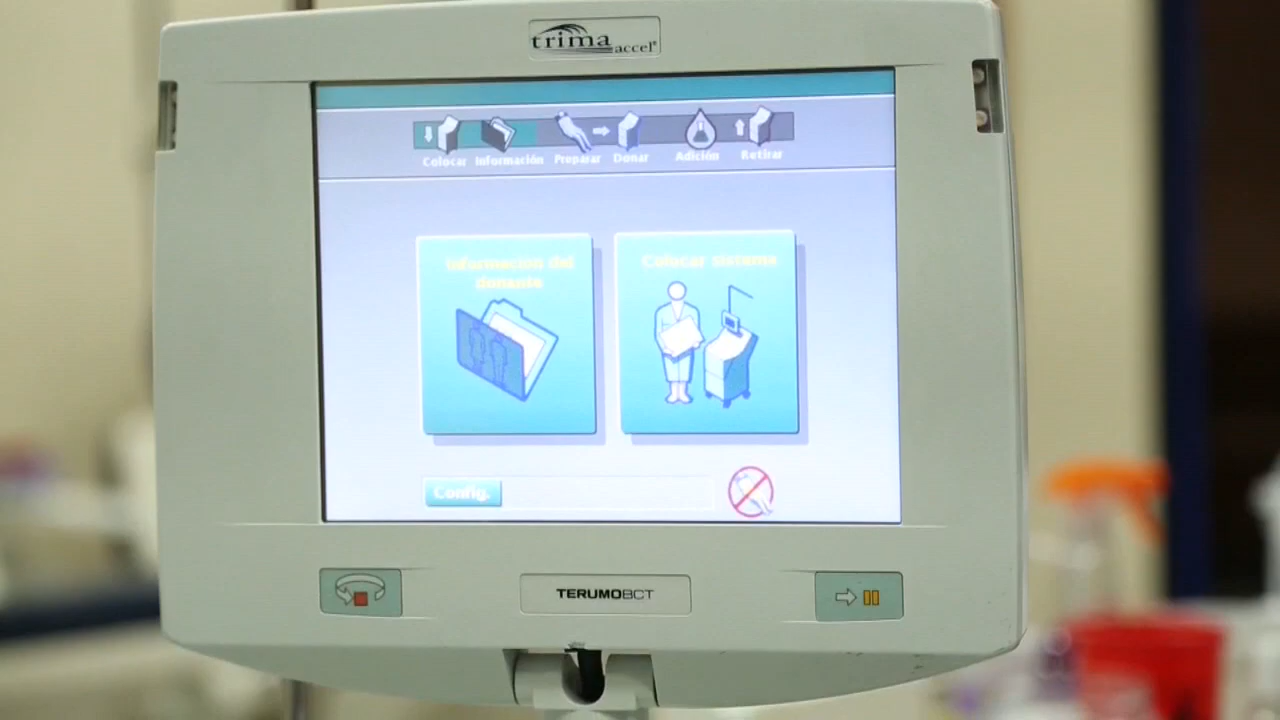 trima accel®
Colocar Información Preparar Donar Adición Retirar
Información del
donante
Colocar sistema
Config.
TERUMOBCT